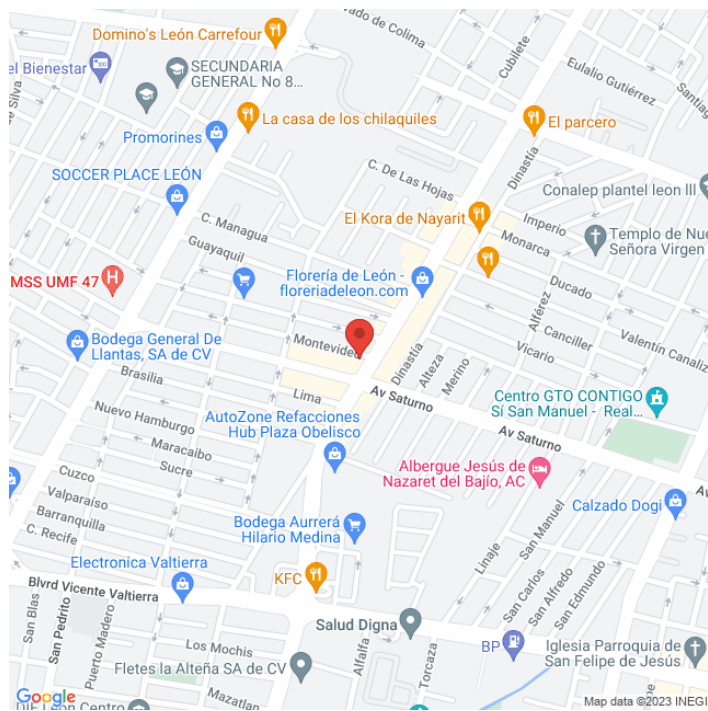 ado de Colima
Domino's León Carrefour
Cubilete
el Bienestar
SECUNDARIA
GENERAL No 8...
Eulalio Gutiérrez
Santiag
de Silva
La casa de los chilaquiles
El parcero
Promorines
Dinastía
SOCCER PLACE LEÓN
C. De Las Hojas
Conalep plantel leon III
C. Managua
El Kora de Nayarit
Imperio
Templo de Nue
Señora Virgen
Monarca
Guayaquil
MSS UMF 47
Florería de León -
floreriadeleon.com
Ducado
Alférez
Canciller
Valentín Canaliz
Bodega General De
Llantas, SA de CV
Montevideo
Vicario
Dinastía
Alteza
Merino
Brasilia
Lima
Av Saturno
Centro GTO CONTIGO
Sí San Manuel - Real...
Nuevo Hamburgo
AutoZone Refacciones
Hub Plaza Obelisco
Av Saturno
Maracaibo
Sucre
Cuzco
Albergue Jesús de
Nazaret del Bajío, AC
Av
Valparaíso
Calzado Dogi
Barranquilla
Bodega Aurrerá
Hilario Medina
San Manuel
C. Recife
Linaje
Electronica Valtierra
KFC
San Carlos
San Alfredo
San Edmundo
Blvrd Vicente Valtierra
San Blas
San Pedrito
Puerto Madero
Salud Digna
Los Mochis
BP
Iglesia Parroquia de
San Felipe de Jesús
Alfalfa
Torcaza
Fletes la Alteña SA de CV
Mazatlan
Google
DIF León Centro
Map data ©2023 INEGI